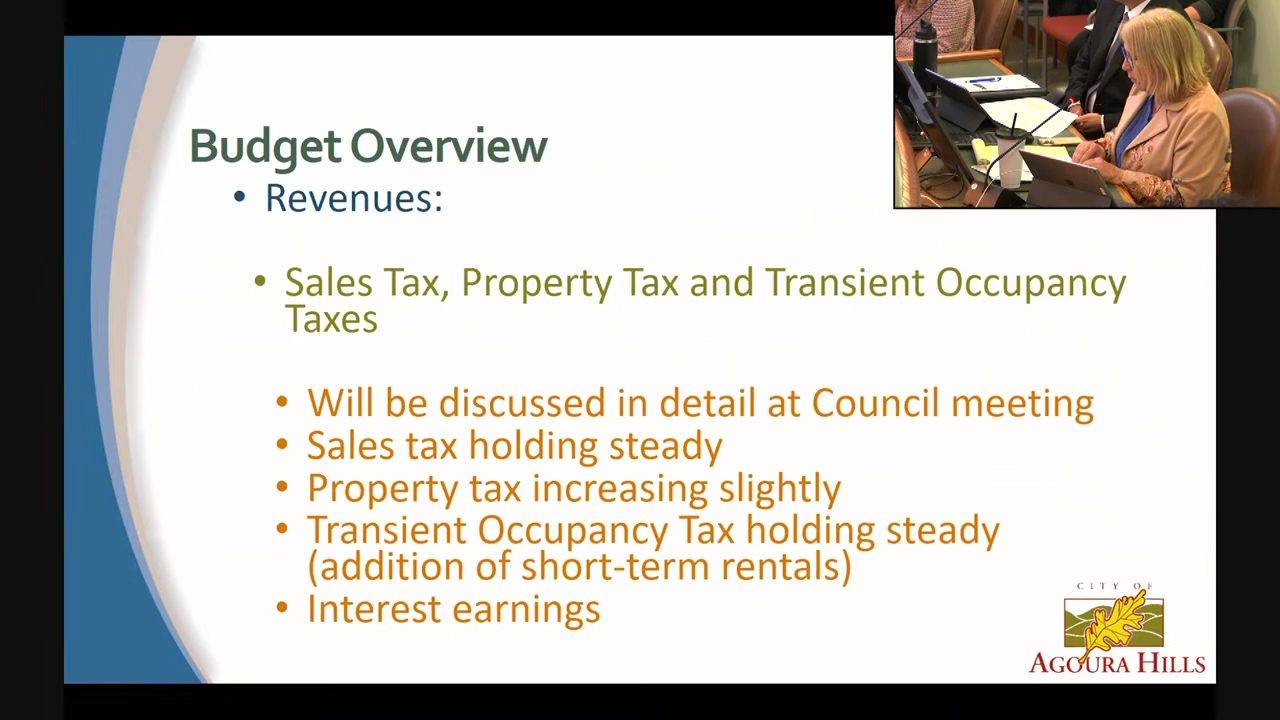 Budget Overview
• Revenues:
• Sales Tax, Property Tax and Transient Occupancy
Taxes
• Will be discussed in detail at Council meeting
• Sales tax holding steady
• Property tax increasing slightly
• Transient Occupancy Tax holding steady
(addition of short-term rentals)
• Interest earnings
CITY OF
AGOURA HILLS